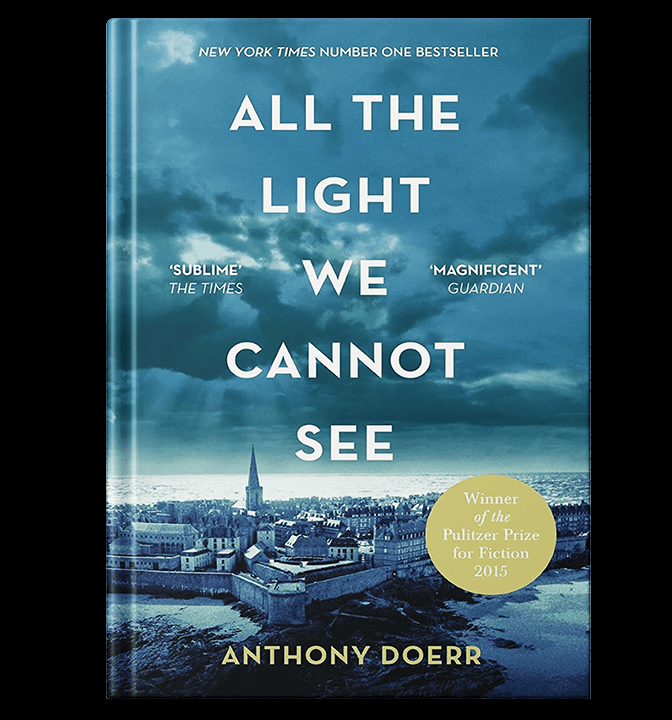 NEW YORK TIMES NUMBER ONE BESTSELLER
ALL THE
LIGHT
WE
‘SUBLIME’
THE TIMES
‘MAGNIFICENT’
GUARDIAN
CANNOT
SEE
Winner
of the
Pulitzer Prize
for Fiction
2015
ANTHONY DOERR